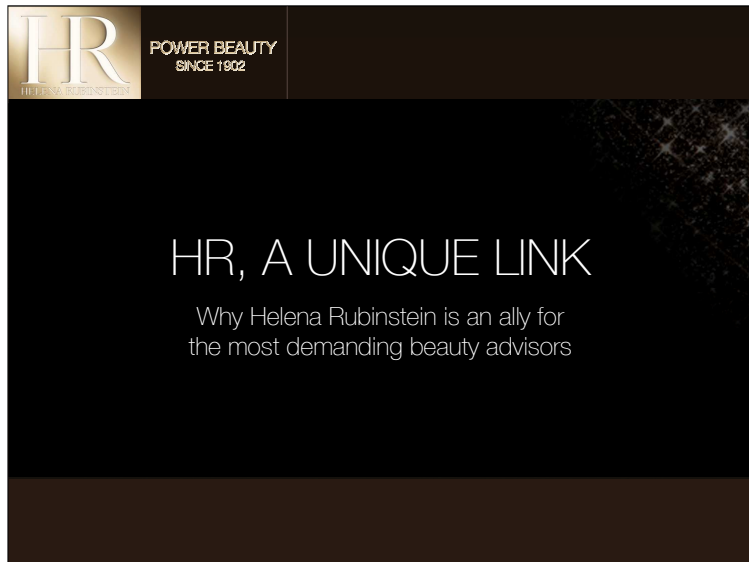 HR
HELENA RUBINSTEIN
POWER BEAUTY
SINCE 1902
HR, A UNIQUE LINK
Why Helena Rubinstein is an ally for
the most demanding beauty advisors